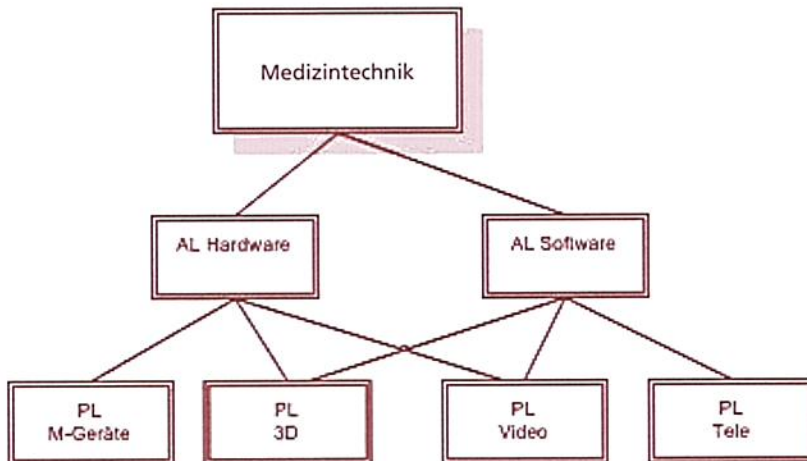 Medizintechnik
AL Hardware
AL Software
PL
M-Geräte
PL
3D
PL
Video
PL
Tele